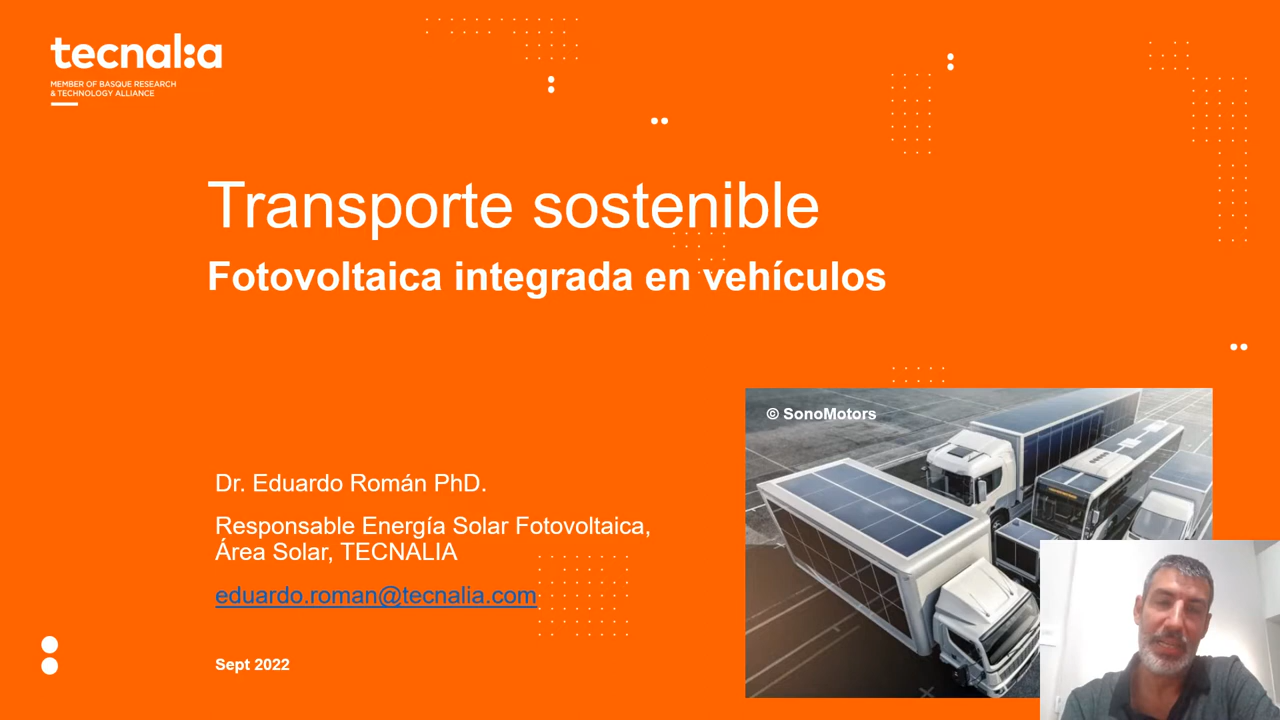 tecnalia
MEMBER OF BASQUE RESEARCH
& TECHNOLOGY ALLIANCE
Transporte sostenible
Fotovoltaica integrada en vehículos
© SonoMotors
Dr. Eduardo Román PhD.
Responsable Energía Solar Fotovoltaica,
Área Solar, TECNALIA
eduardo.roman@tecnalia.com
Sept 2022